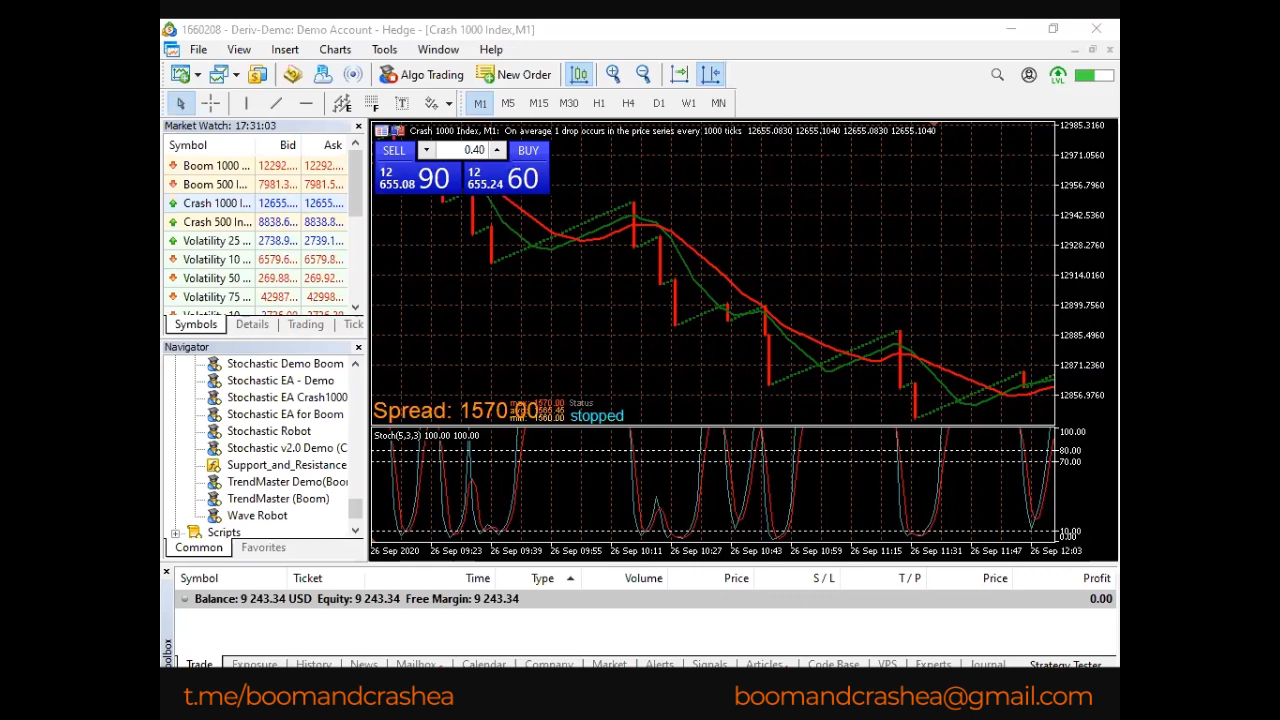 1660208 - Deriv-Demo: Demo Account - Hedge - [Crash 1000 Index,M1]
File View Insert Charts Tools Window Help
Algo Trading New Order
M1 M5 M15 M30 H1 H4 D1 W1 MN
Market Watch: 17:31:03
Symbol Bid Ask
Boom 1000 ... 12292.... 12292....
Boom 500 I... 7981.3... 7981.5...
Crash 1000 I... 12655.... 12655....
Crash 500 In... 8838.6... 8838.8...
Volatility 25 ... 2738.9... 2739.1...
Volatility 10 ... 6579.6... 6579.8...
Volatility 50 ... 269.88... 269.92...
Volatility 75 ... 42987... 42998...
Symbols Details Trading Tick
Navigator
Stochastic Demo Boom
Stochastic EA - Demo
Stochastic EA Crash1000
Stochastic EA for Boom
Stochastic Robot
Stochastic v2.0 Demo (C
Support_and_Resistance
TrendMaster Demo(Boom
TrendMaster (Boom)
Wave Robot
Scripts
Common Favorites
Crash 1000 Index, M1: On average 1 drop occurs in the price series every 1000 ticks 12655.0830 12655.1040 12655.0830 12655.1040
SELL 0.40 BUY
12 655.08 90 12 655.24 60
12985.3160
12971.0560
12956.7960
12942.5360
12928.2760
12914.0160
12899.7560
12885.4960
12871.2360
12856.9760
Spread: 1570.00
max: 1570.00
min: 1560.00
Status
stopped
Stoch(5,3,3) 100.00 100.00
100.00
80.00
70.00
10.00
0.00
26 Sep 2020 26 Sep 09:23 26 Sep 09:39 26 Sep 09:55 26 Sep 10:11 26 Sep 10:27 26 Sep 10:43 26 Sep 10:59 26 Sep 11:15 26 Sep 11:31 26 Sep 11:47 26 Sep 12:03
Symbol Ticket Time Type Volume Price S / L T / P Price Profit
Balance: 9 243.34 USD Equity: 9 243.34 Free Margin: 9 243.34 0.00
Trade Exposure History News Mailbox Calendar Company Market Alerts Signals Articles Code Base VPS Experts Journal Strategy Tester
t.me/boomandcrashea boomandcrashea@gmail.com